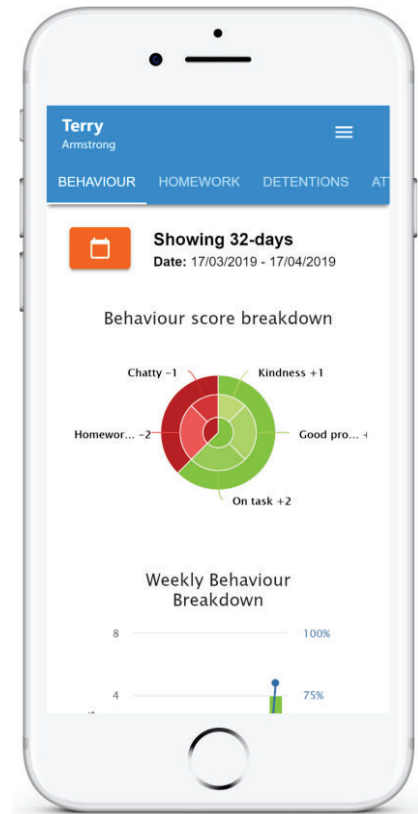 Terry
Armstrong
BEHAVIOUR HOMEWORK DETENTIONS AT
Showing 32-days
Date: 17/03/2019 - 17/04/2019
Behaviour score breakdown
Chatty −1 Kindness +1
Homewor... −2 Good pro... +
On task +2
Weekly Behaviour
Breakdown
8 100%
4 75%